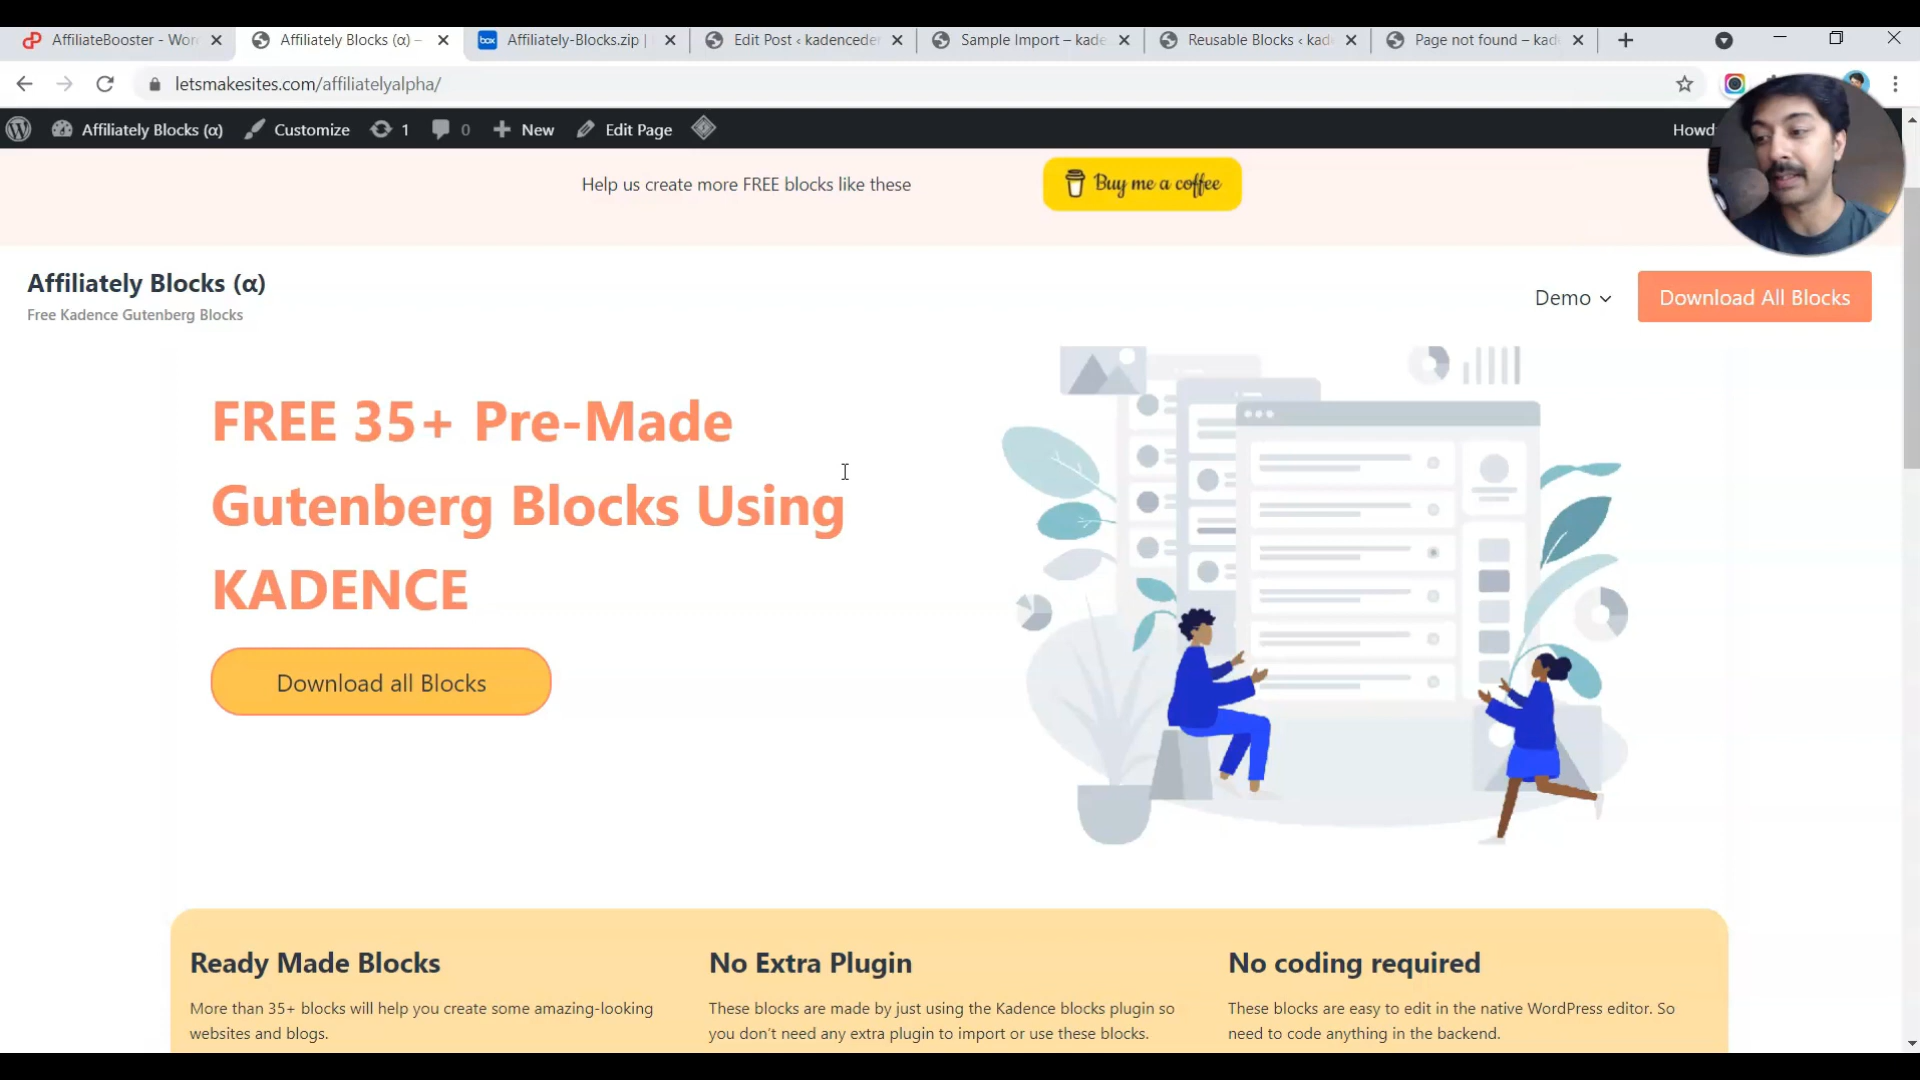 AffiliateBooster - Wor
Affiliately Blocks (α) –
box
Affiliately-Blocks.zip |
Edit Post ‹ kadenceder
Sample Import – kade
Reusable Blocks ‹ kad
Page not found – kad
letsmakesites.com/affiliatelyalpha/
Affiliately Blocks (α)
Customize
1
0
New
Edit Page
Howd
Help us create more FREE blocks like these
Buy me a coffee
Affiliately Blocks (α)
Free Kadence Gutenberg Blocks
Demo
Download All Blocks
FREE 35+ Pre-Made
Gutenberg Blocks Using
KADENCE
Download all Blocks
Ready Made Blocks
More than 35+ blocks will help you create some amazing-looking
websites and blogs.
No Extra Plugin
These blocks are made by just using the Kadence blocks plugin so
you don't need any extra plugin to import or use these blocks.
No coding required
These blocks are easy to edit in the native WordPress editor. So
need to code anything in the backend.